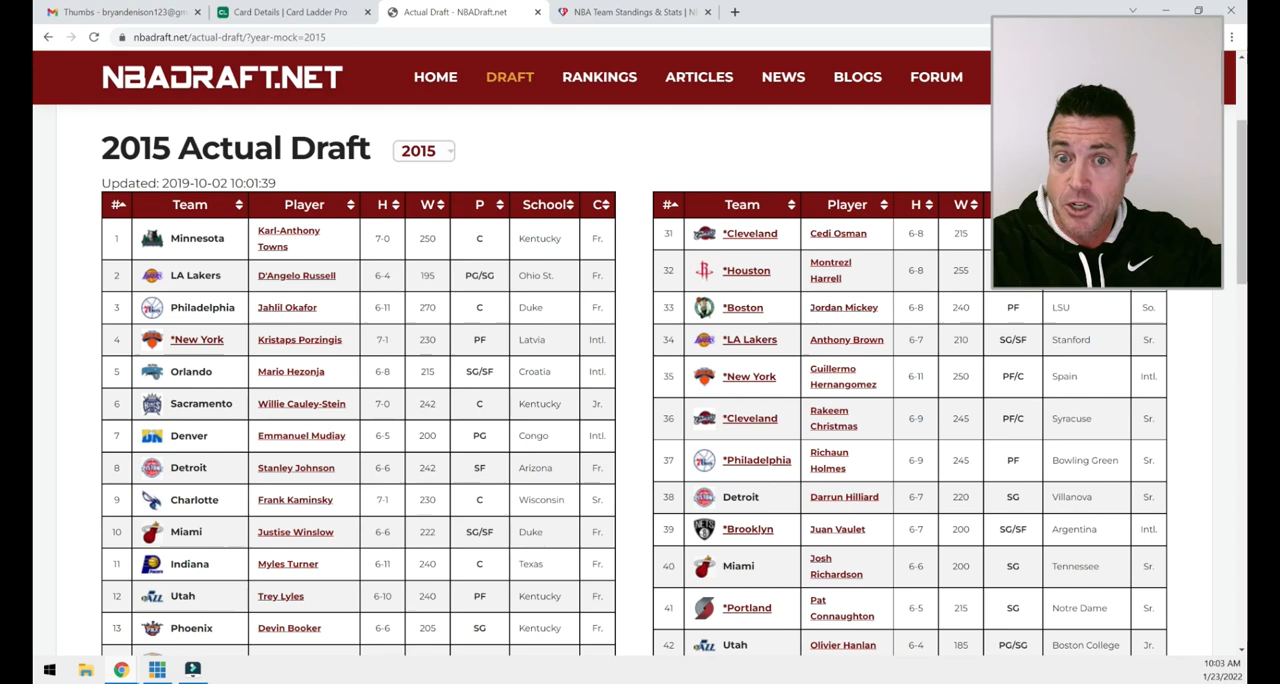 Thumbs - bryandenison123@gm
Card Details | Card Ladder Pro
Actual Draft - NBADraft.net
NBA Team Standings & Stats | N
nbadraft.net/actual-draft/?year-mock=2015
NBADRAFT.NET
HOME DRAFT RANKINGS ARTICLES NEWS BLOGS FORUM
2015 Actual Draft 2015
Updated: 2019-10-02 10:01:39
# Team Player H W P School C
1 Minnesota Karl-Anthony Towns 7-0 250 C Kentucky Fr.
2 LA Lakers D'Angelo Russell 6-4 195 PG/SG Ohio St. Fr.
3 Philadelphia Jahlil Okafor 6-11 270 C Duke Fr.
4 *New York Kristaps Porzingis 7-1 230 PF Latvia Intl.
5 Orlando Mario Hezonja 6-8 215 SG/SF Croatia Intl.
6 Sacramento Willie Cauley-Stein 7-0 242 C Kentucky Jr.
7 Denver Emmanuel Mudiay 6-5 200 PG Congo Intl.
8 Detroit Stanley Johnson 6-6 242 SF Arizona Fr.
9 Charlotte Frank Kaminsky 7-1 230 C Wisconsin Sr.
10 Miami Justise Winslow 6-6 222 SG/SF Duke Fr.
11 Indiana Myles Turner 6-11 240 C Texas Fr.
12 Utah Trey Lyles 6-10 240 PF Kentucky Fr.
13 Phoenix Devin Booker 6-6 205 SG Kentucky Fr.
# Team Player H W
31 *Cleveland Cedi Osman 6-8 215
32 *Houston Montrezl Harrell 6-8 255
33 *Boston Jordan Mickey 6-8 240 PF LSU So.
34 *LA Lakers Anthony Brown 6-7 210 SG/SF Stanford Sr.
35 *New York Guillermo Hernangomez 6-11 250 PF/C Spain Intl.
36 *Cleveland Rakeem Christmas 6-9 245 PF/C Syracuse Sr.
37 *Philadelphia Richaun Holmes 6-9 245 PF Bowling Green Sr.
38 Detroit Darrun Hilliard 6-7 220 SG Villanova Sr.
39 *Brooklyn Juan Vaulet 6-7 200 SG/SF Argentina Intl.
40 Miami Josh Richardson 6-6 200 SG Tennessee Sr.
41 *Portland Pat Connaughton 6-5 215 SG Notre Dame Sr.
42 Utah Olivier Hanlan 6-4 185 PG/SG Boston College Jr.
10:03 AM
1/23/2022